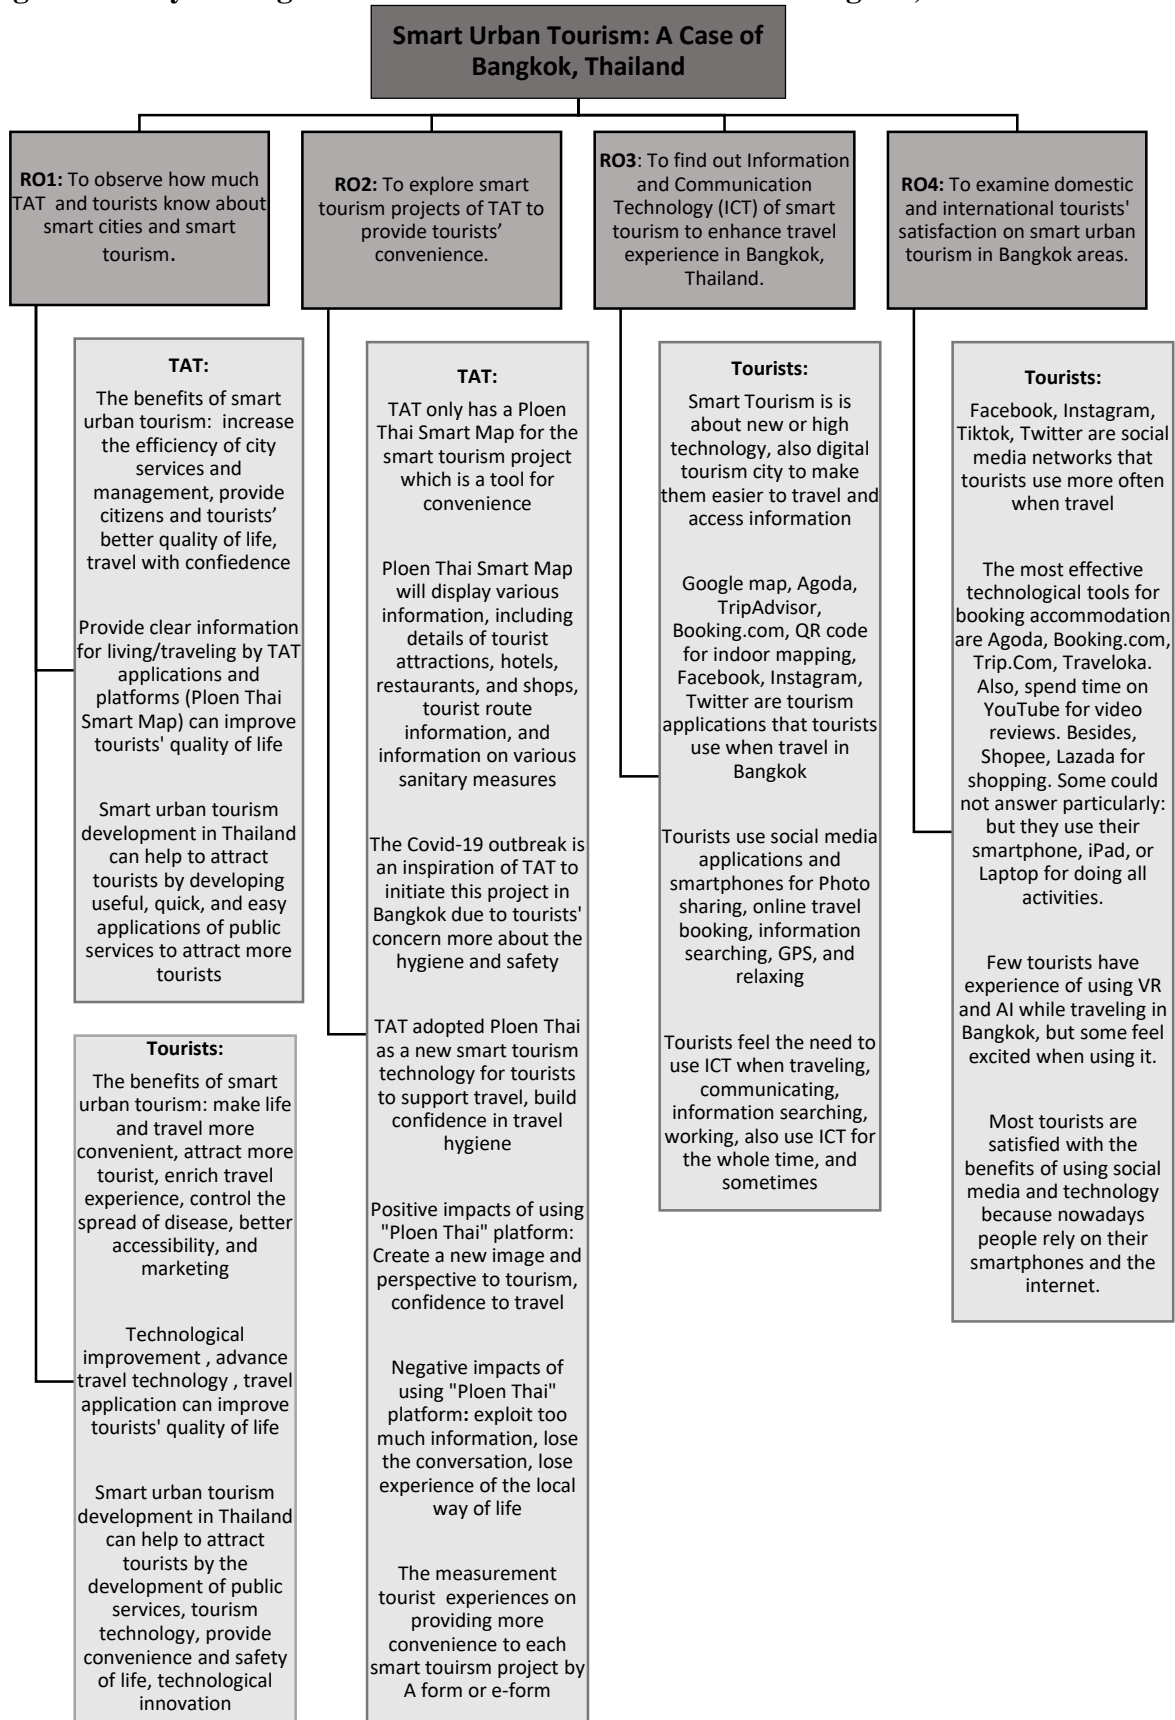 Smart Urban Tourism: A Case of
Bangkok, Thailand
RO1: To observe how much
TAT and tourists know about
smart cities and smart
tourism.
TAT:
The benefits of smart
urban tourism: increase
the efficiency of city
services and
management, provide
citizens and tourists’
better quality of life,
travel with confiedence
Provide clear information
for living/traveling by TAT
applications and
platforms (Ploen Thai
Smart Map) can improve
tourists' quality of life
Smart urban tourism
development in Thailand
can help to attract
tourists by developing
useful, quick, and easy
applications of public
services to attract more
tourists
Tourists:
The benefits of smart
urban tourism: make life
and travel more
convenient, attract more
tourist, enrich travel
experience, control the
spread of disease, better
accessibility, and
marketing
Technological
improvement , advance
travel technology , travel
application can improve
tourists' quality of life
Smart urban tourism
development in Thailand
can help to attract
tourists by the
development of public
services, tourism
technology, provide
convenience and safety
of life, technological
innovation
RO2: To explore smart
tourism projects of TAT to
provide tourists’
convenience.
TAT:
TAT only has a Ploen
Thai Smart Map for the
smart tourism project
which is a tool for
convenience
Ploen Thai Smart Map
will display various
information, including
details of tourist
attractions, hotels,
restaurants, and shops,
tourist route
information, and
information on various
sanitary measures
The Covid-19 outbreak is
an inspiration of TAT to
initiate this project in
Bangkok due to tourists'
concern more about the
hygiene and safety
TAT adopted Ploen Thai
as a new smart tourism
technology for tourists
to support travel, build
confidence in travel
hygiene
Positive impacts of using
"Ploen Thai" platform:
Create a new image and
perspective to tourism,
confidence to travel
Negative impacts of
using "Ploen Thai"
platform: exploit too
much information, lose
the conversation, lose
experience of the local
way of life
The measurement
tourist experiences on
providing more
convenience to each
smart touirsm project by
A form or e-form
RO3: To find out Information
and Communication
Technology (ICT) of smart
tourism to enhance travel
experience in Bangkok,
Thailand.
Tourists:
Smart Tourism is is
about new or high
technology, also digital
tourism city to make
them easier to travel and
access information
Google map, Agoda,
TripAdvisor,
Booking.com, QR code
for indoor mapping,
Facebook, Instagram,
Twitter are tourism
applications that tourists
use when travel in
Bangkok
Tourists use social media
applications and
smartphones for Photo
sharing, online travel
booking, information
searching, GPS, and
relaxing
Tourists feel the need to
use ICT when traveling,
communicating,
information searching,
working, also use ICT for
the whole time, and
sometimes
RO4: To examine domestic
and international tourists'
satisfaction on smart urban
tourism in Bangkok areas.
Tourists:
Facebook, Instagram,
Tiktok, Twitter are social
media networks that
tourists use more often
when travel
The most effective
technological tools for
booking accommodation
are Agoda, Booking.com,
Trip.Com, Traveloka.
Also, spend time on
YouTube for video
reviews. Besides,
Shopee, Lazada for
shopping. Some could
not answer particularly:
but they use their
smartphone, iPad, or
Laptop for doing all
activities.
Few tourists have
experience of using VR
and AI while traveling in
Bangkok, but some feel
excited when using it.
Most tourists are
satisfied with the
benefits of using social
media and technology
because nowadays
people rely on their
smartphones and the
internet.